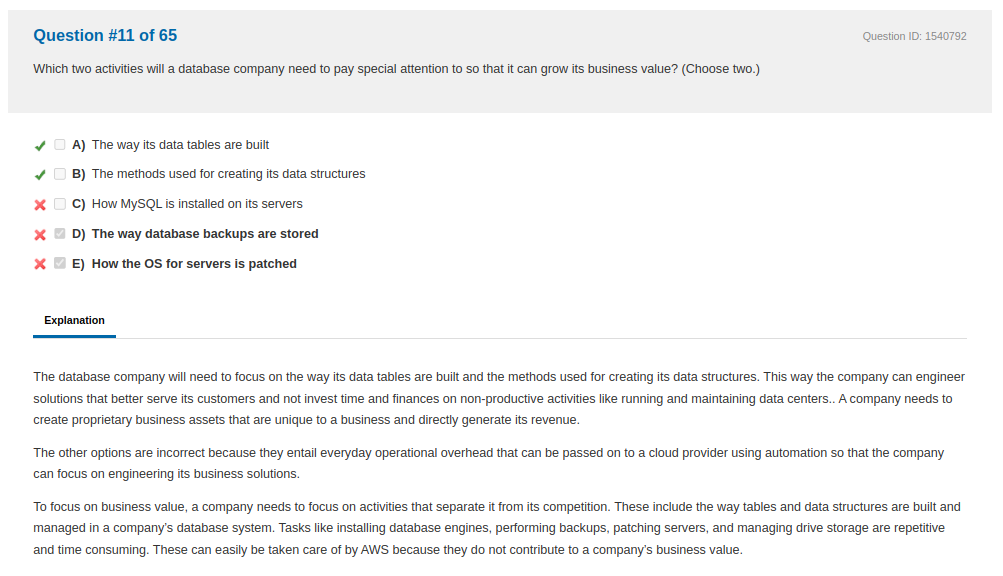 Question #11 of 65
Question ID: 1540792
Which two activities will a database company need to pay special attention to so that it can grow its business value? (Choose two.)
A) The way its data tables are built
B) The methods used for creating its data structures
C) How MySQL is installed on its servers
D) The way database backups are stored
E) How the OS for servers is patched
Explanation
The database company will need to focus on the way its data tables are built and the methods used for creating its data structures. This way the company can engineer
solutions that better serve its customers and not invest time and finances on non-productive activities like running and maintaining data centers.. A company needs to
create proprietary business assets that are unique to a business and directly generate its revenue.
The other options are incorrect because they entail everyday operational overhead that can be passed on to a cloud provider using automation so that the company
can focus on engineering its business solutions.
To focus on business value, a company needs to focus on activities that separate it from its competition. These include the way tables and data structures are built and
managed in a company's database system. Tasks like installing database engines, performing backups, patching servers, and managing drive storage are repetitive
and time consuming. These can easily be taken care of by AWS because they do not contribute to a company's business value.